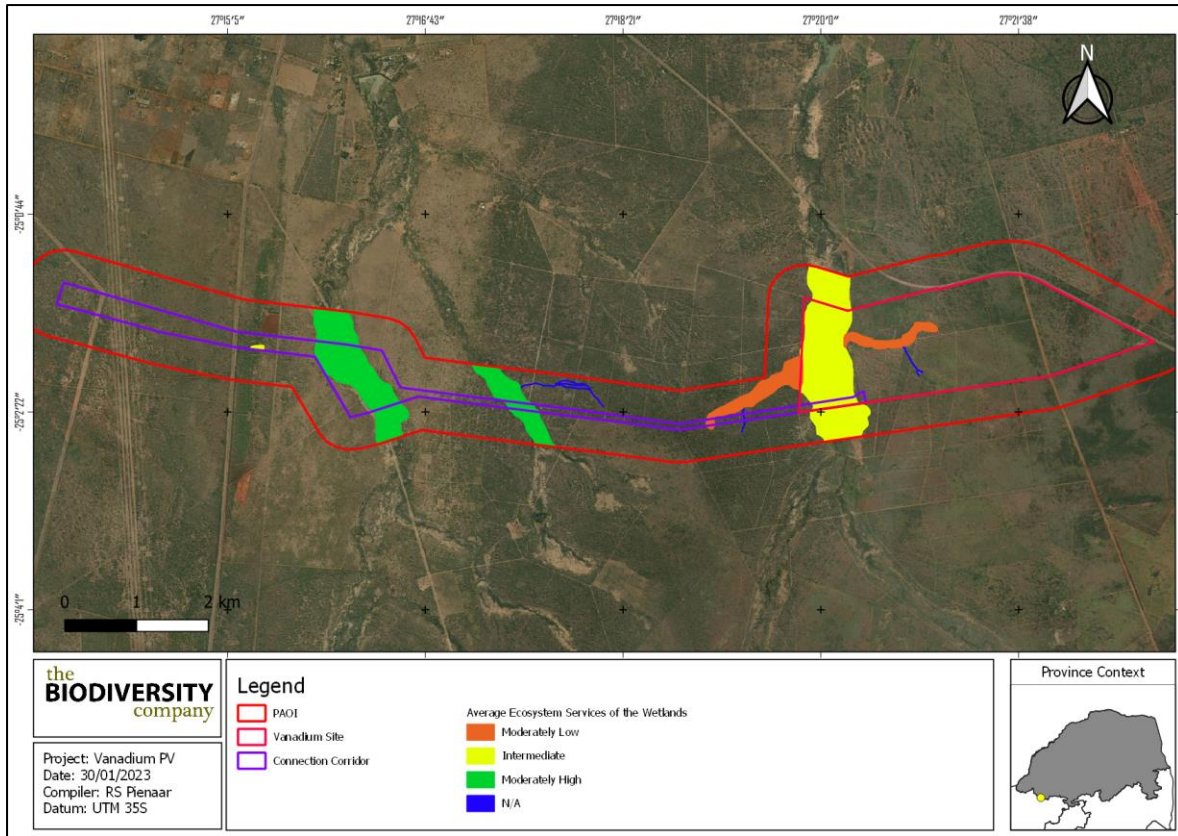 27°15'5" 27°16'43" 27°18'21" 27°20'0" 27°21'38"
N
-25°0'44"
-25°2'22"
-25°4'1"
0 1 2 km
the
BIODIVERSITY
company
Project: Vanadium PV
Date: 30/01/2023
Compiler: RS Pienaar
Datum: UTM 35S
Legend
PAOI
Vanadium Site
Connection Corridor
Average Ecosystem Services of the Wetlands
Moderately Low
Intermediate
Moderately High
N/A
Province Context